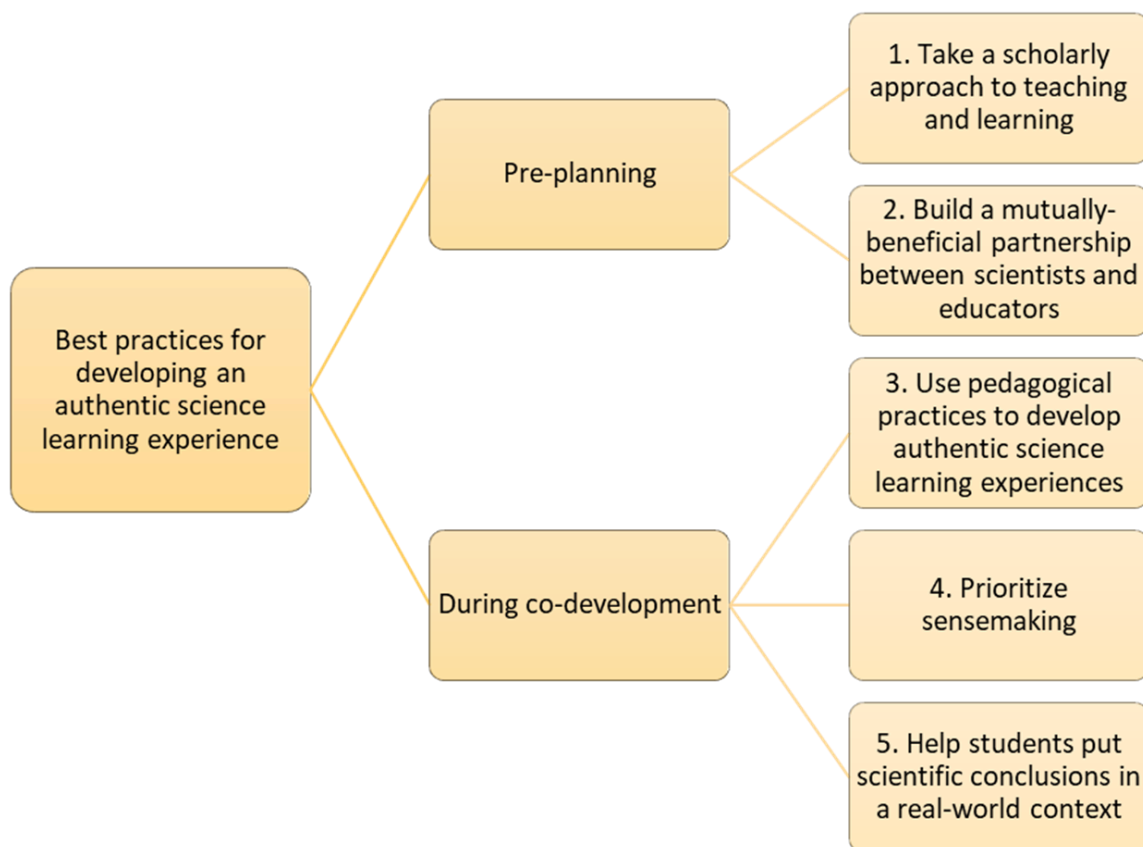 Best practices for
developing an
authentic science
learning experience
Pre-planning
During co-development
1. Take a scholarly
approach to teaching
and learning
2. Build a mutually-
beneficial partnership
between scientists and
educators
3. Use pedagogical
practices to develop
authentic science
learning experiences
4. Prioritize
sensemaking
5. Help students put
scientific conclusions in
a real-world context